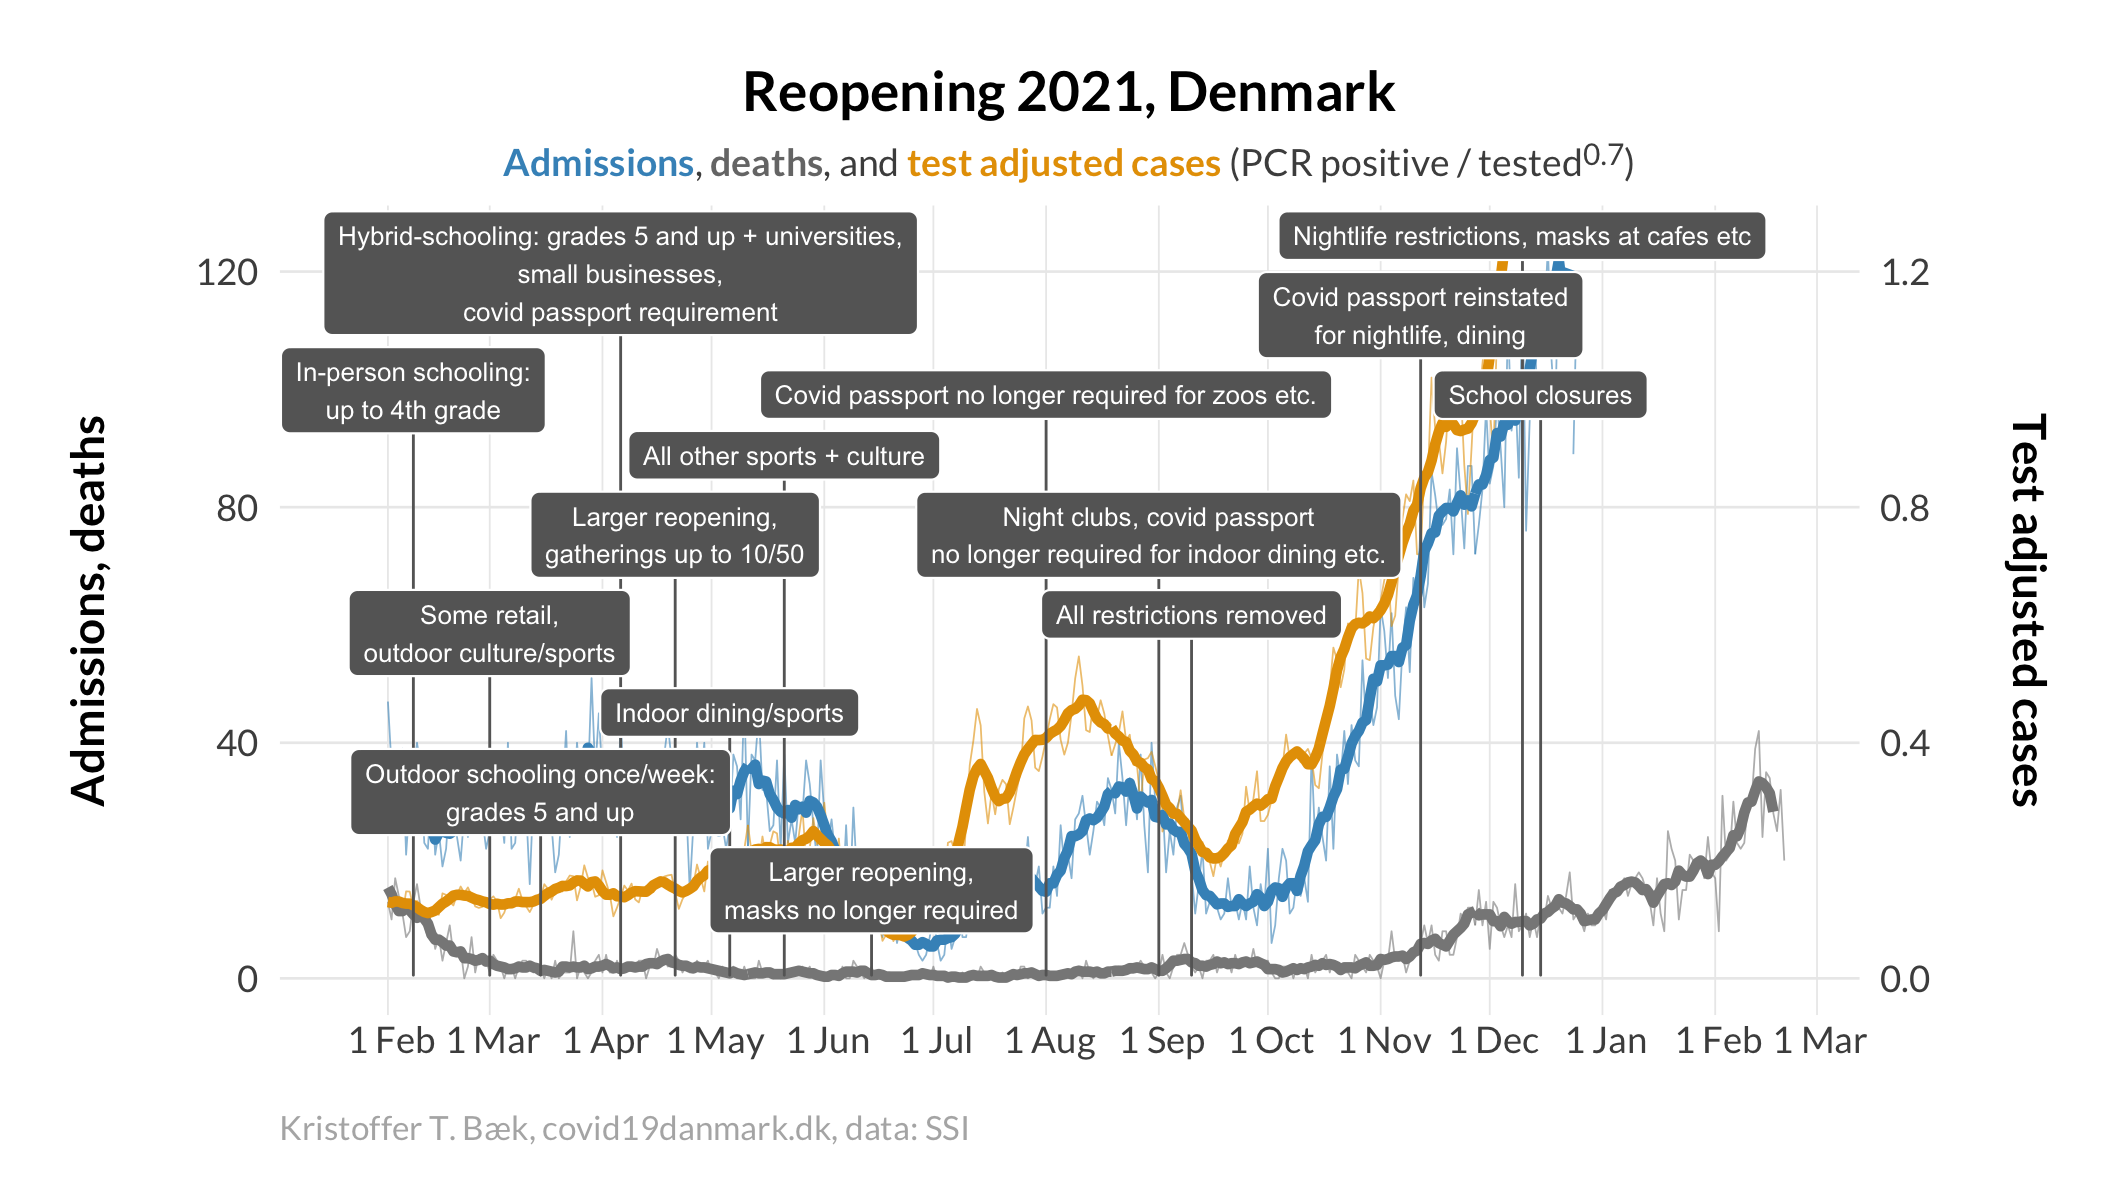 Reopening 2021, Denmark
Admissions, deaths, and test adjusted cases (PCR positive / tested^0.7)
Hybrid-schooling: grades 5 and up + universities,
small businesses,
covid passport requirement
Nightlife restrictions, masks at cafes etc
Covid passport reinstated
for nightlife, dining
In-person schooling:
up to 4th grade
Covid passport no longer required for zoos etc.
School closures
All other sports + culture
Larger reopening,
gatherings up to 10/50
Night clubs, covid passport
no longer required for indoor dining etc.
Some retail,
outdoor culture/sports
All restrictions removed
Indoor dining/sports
Outdoor schooling once/week:
grades 5 and up
Larger reopening,
masks no longer required
Admissions, deaths
120
80
40
0
Test adjusted cases
1.2
0.8
0.4
0.0
1 Feb 1 Mar 1 Apr 1 May 1 Jun 1 Jul 1 Aug 1 Sep 1 Oct 1 Nov 1 Dec 1 Jan 1 Feb 1 Mar
Kristoffer T. Bæk, covid19danmark.dk, data: SSI